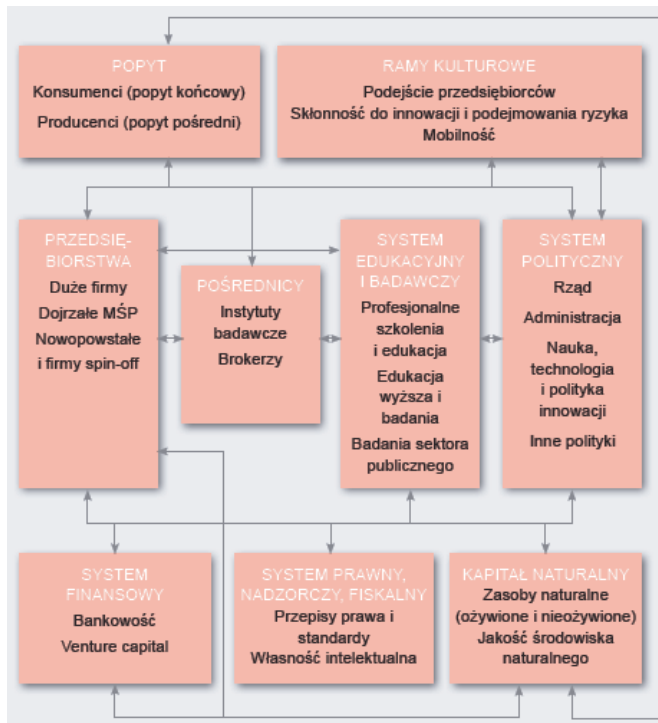 POPYT
Konsumenci (popyt końcowy)
Producenci (popyt pośredni)
RAMY KULTUROWE
Podejście przedsiębiorców
Skłonność do innowacji i podejmowania ryzyka
Mobilność
PRZEDSIĘ-
BIORSTWA
Duże firmy
Dojrzałe MŚP
Nowopowstałe
i firmy spin-off
POŚREDNICY
Instytuty
badawcze
Brokerzy
SYSTEM
EDUKACYJNY
I BADAWCZY
Profesjonalne
szkolenia
i edukacja
Edukacja
wyższa i
badania
Badania sektora
publicznego
SYSTEM
POLITYCZNY
Rząd
Administracja
Nauka,
technologia
i polityka
innowacji
Inne polityki
SYSTEM
FINANSOWY
Bankowość
Venture capital
SYSTEM PRAWNY,
NADZORCZY, FISKALNY
Przepisy prawa i
standardy
Własność intelektualna
KAPITAŁ NATURALNY
Zasoby naturalne
(ożywione i nieożywione)
Jakość środowiska
naturalnego